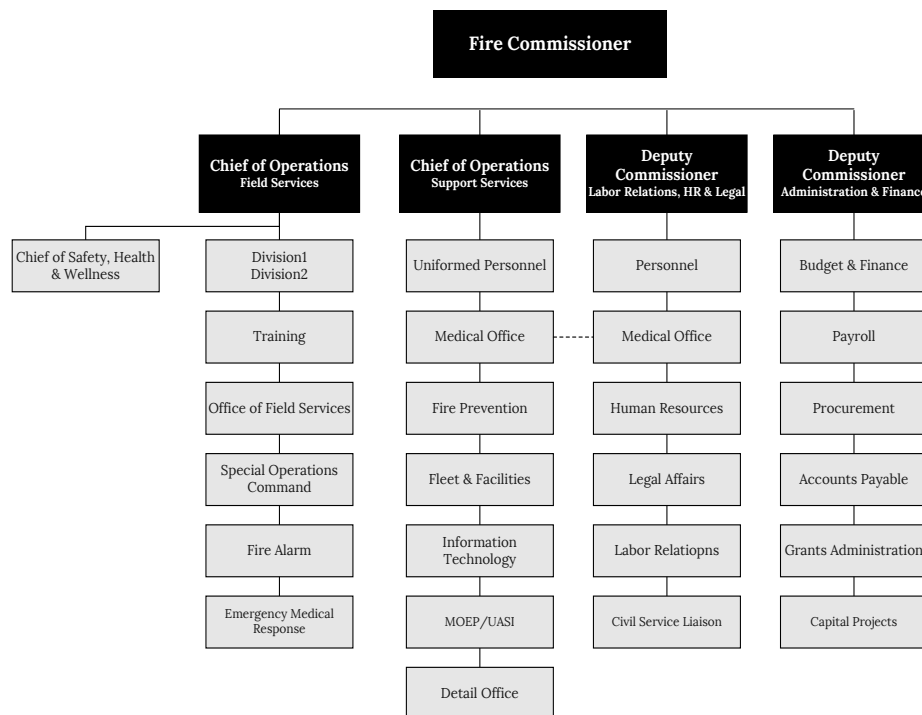 Fire Commissioner
Chief of Operations
Field Services
Chief of Operations
Support Services
Deputy
Commissioner
Labor Relations, HR & Legal
Deputy
Commissioner
Administration & Finance
Chief of Safety, Health
& Wellness
Division1
Division2
Uniformed Personnel
Personnel
Budget & Finance
Training
Medical Office
Medical Office
Payroll
Office of Field Services
Fire Prevention
Human Resources
Procurement
Special Operations
Command
Fleet & Facilities
Legal Affairs
Accounts Payable
Fire Alarm
Information
Technology
Labor Relatiopns
Grants Administration
Emergency Medical
Response
MOEP/UASI
Civil Service Liaison
Capital Projects
Detail Office